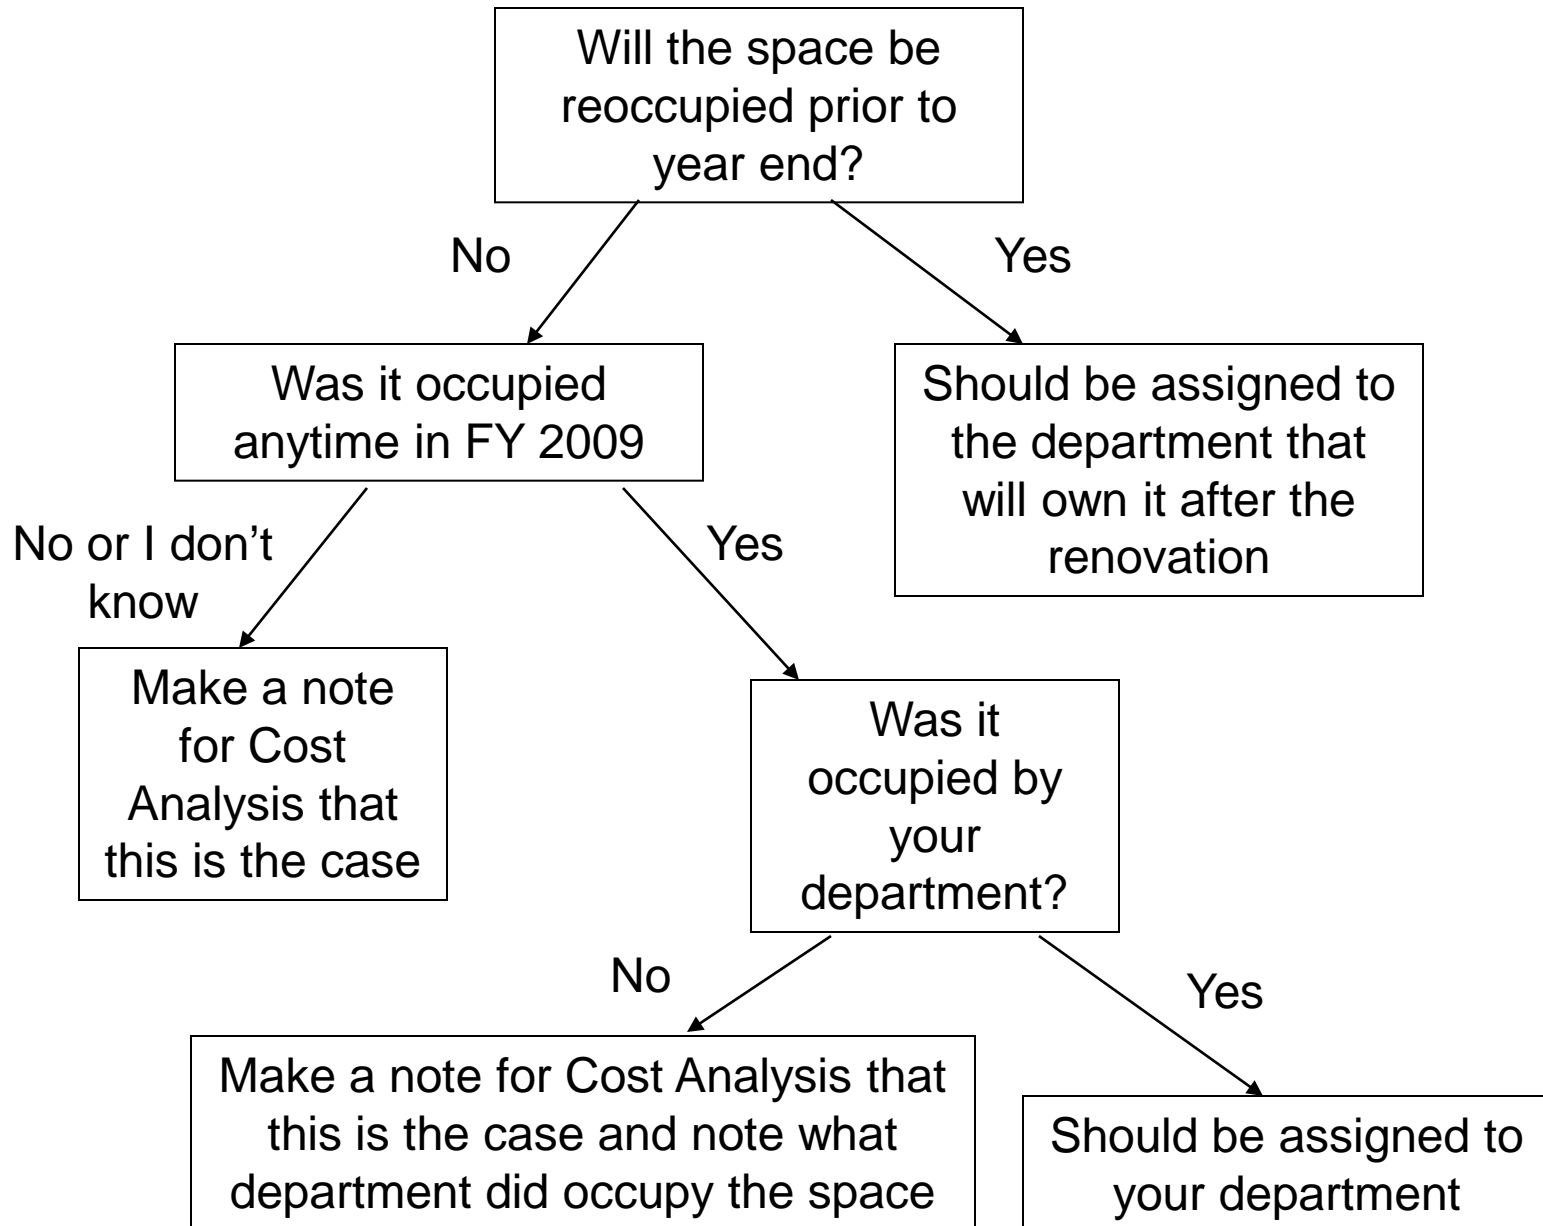 Will the space be
reoccupied prior to
year end?
No
Yes
Was it occupied
anytime in FY 2009
Should be assigned to
the department that
will own it after the
renovation
No or I don’t
know
Yes
Make a note
for Cost
Analysis that
this is the case
Was it
occupied by
your
department?
No
Yes
Make a note for Cost Analysis that
this is the case and note what
department did occupy the space
Should be assigned to
your department